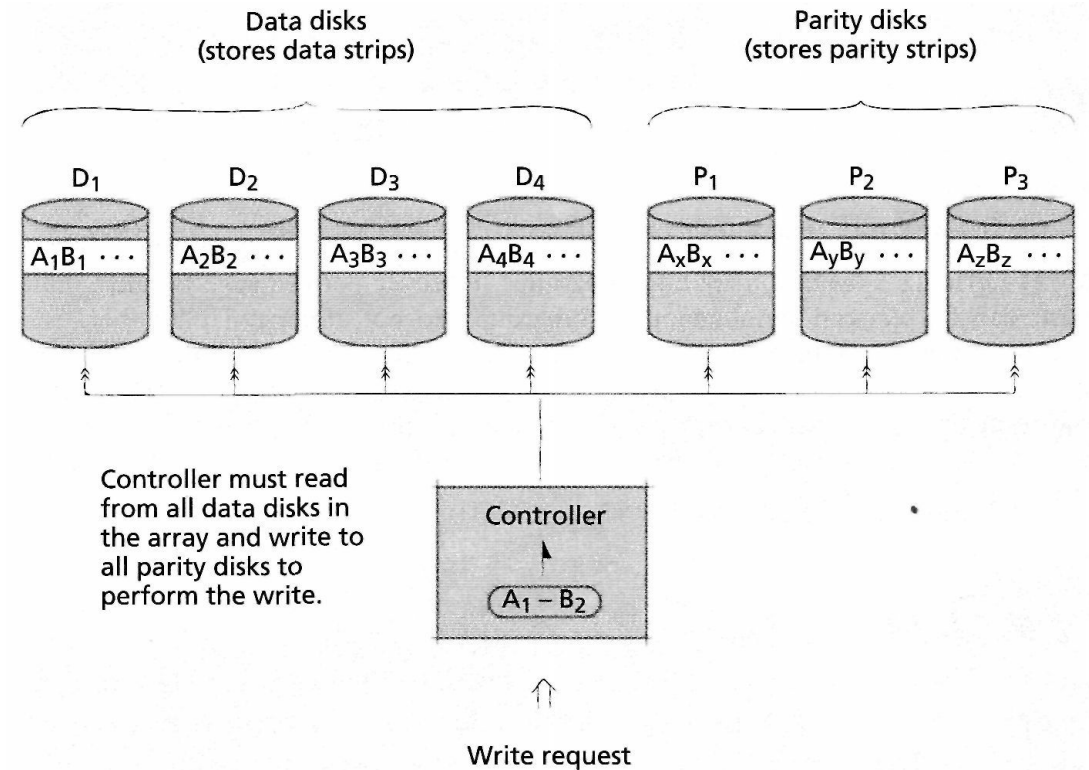 Data disks
(stores data strips)
Parity disks
(stores parity strips)
D₁ D₂ D₃ D₄ P₁ P₂ P₃
A₁B₁ · · · A₂B₂ · · · A₃B₃ · · · A₄B₄ · · · AₓBₓ · · · AᵧBᵧ · · · A_zB_z · · ·
Controller must read
from all data disks in
the array and write to
all parity disks to
perform the write.
Controller
A₁ – B₂
Write request